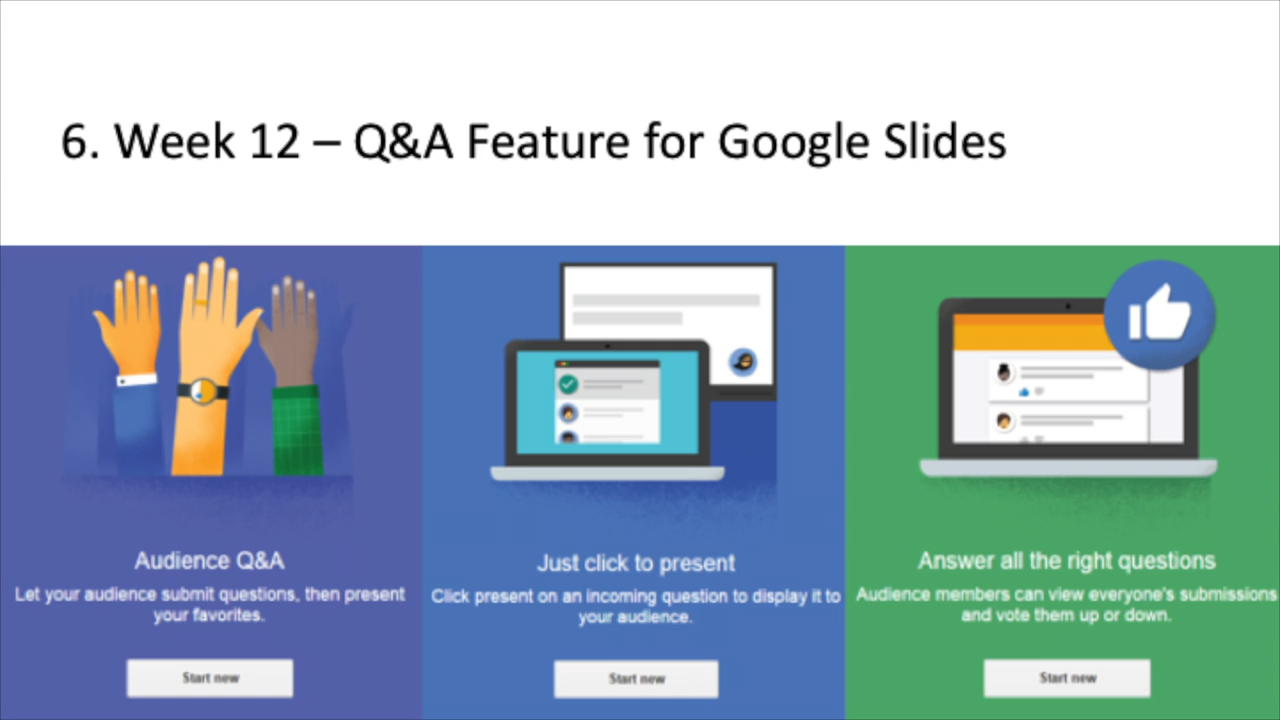 6. Week 12 – Q&A Feature for Google Slides
Audience Q&A
Let your audience submit questions, then present
your favorites.
Start new
Just click to present
Click present on an incoming question to display it to
your audience.
Start new
Answer all the right questions
Audience members can view everyone's submissions
and vote them up or down.
Start new